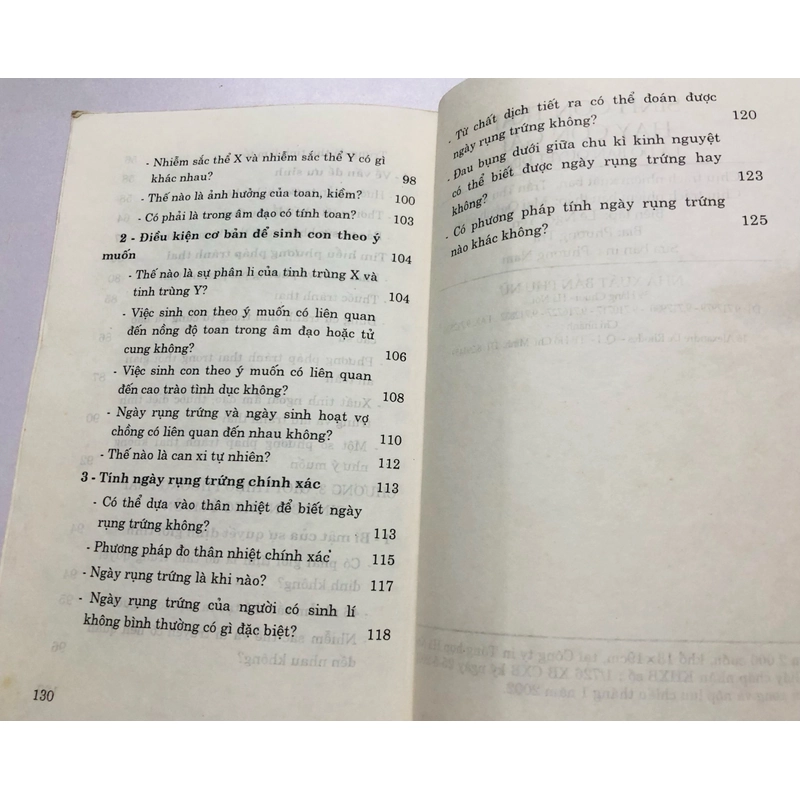 - Nhiễm sắc thể X và nhiễm sắc thể Y có gì
khác nhau? 98
- Thế nào là ảnh hưởng của toan, kiềm? 100
- Có phải là trong âm đạo có tính toan? 103
2 - Điều kiện cơ bản để sinh con theo ý
muốn 104
- Thế nào là sự phân li của tinh trùng X và
tinh trùng Y? 104
- Việc sinh con theo ý muốn có liên quan
đến nồng độ toan trong âm đạo hoặc tử
cung không? 106
- Việc sinh con theo ý muốn có liên quan
đến cao trào tình dục không? 108
- Ngày rụng trứng và ngày sinh hoạt vợ
chồng có liên quan đến nhau không? 110
- Thế nào là can xi tự nhiên? 112
3 - Tính ngày rụng trứng chính xác 113
- Có thể dựa vào thân nhiệt để biết ngày
rụng trứng không? 113
- Phương pháp đo thân nhiệt chính xác 115
- Ngày rụng trứng là khi nào? 117
- Ngày rụng trứng của người có sinh lí
không bình thường có gì đặc biệt? 118
130
- Từ chất dịch tiết ra có thể đoán được
ngày rụng trứng không? 120
- Đau bụng dưới giữa chu kì kinh nguyệt
có thể biết được ngày rụng trứng hay
không? 123
- Có phương pháp tính ngày rụng trứng
nào khác không? 125